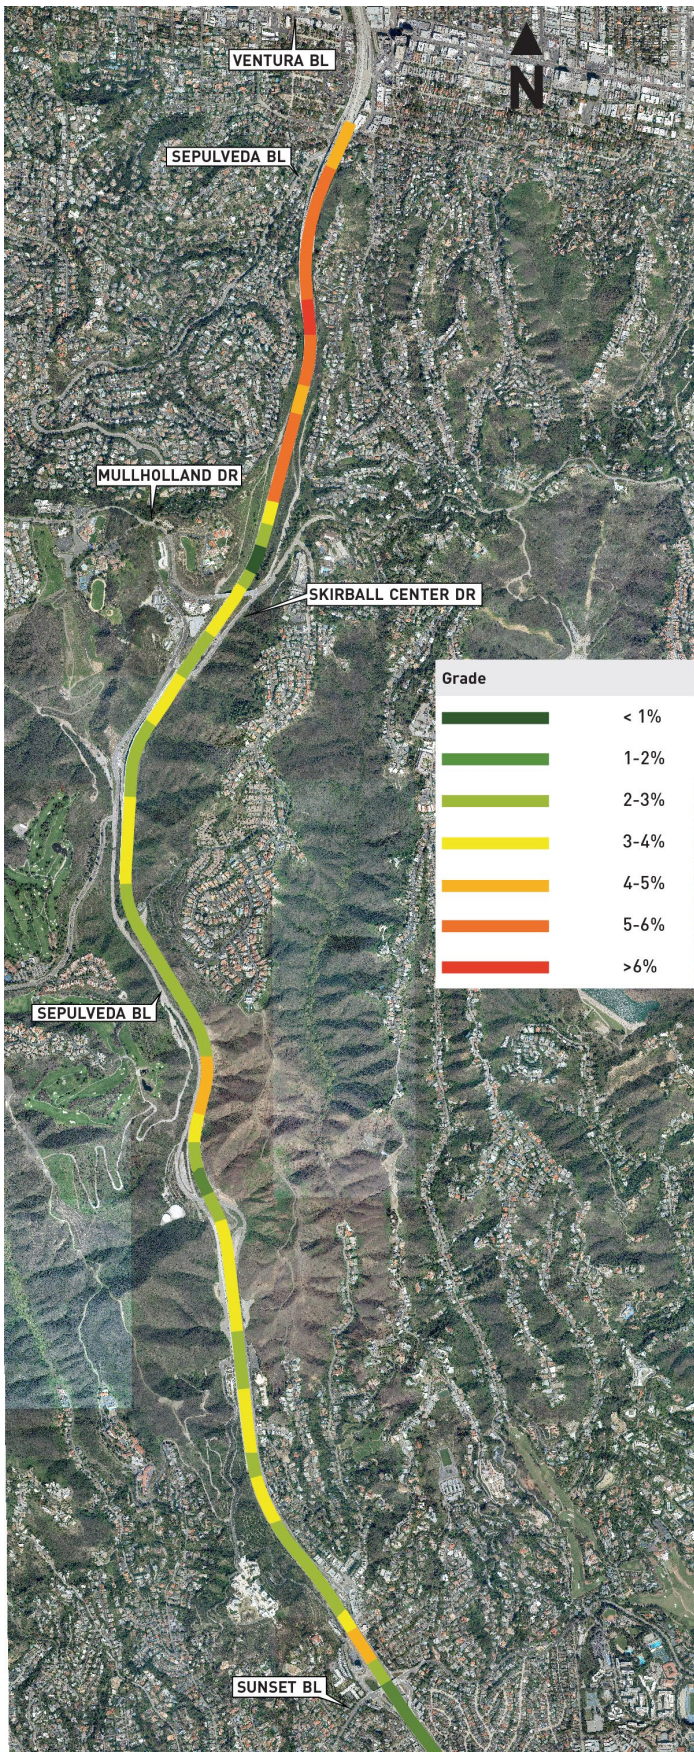 VENTURA BL
N
SEPULVEDA BL
MULLHOLLAND DR
SKIRBALL CENTER DR
Grade
< 1%
1-2%
2-3%
3-4%
4-5%
5-6%
>6%
SEPULVEDA BL
SUNSET BL